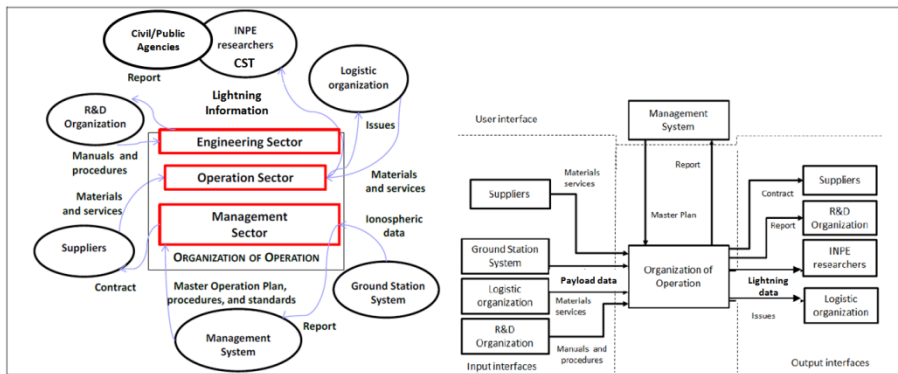 Civil/Public
Agencies
INPE
researchers
CST
Report
Logistic
organization
Lightning
Information
R&D
Organization
Issues
Engineering Sector
Manuals and
procedures
Operation Sector
Materials
and services
Materials
and services
Management
Sector
Ionospheric
data
Suppliers
ORGANIZATION OF OPERATION
Contract
Master Operation Plan,
procedures, and standards
Ground Station
System
Report
Management
System
User interface
Management
System
Report
Materials
services
Suppliers
Master Plan
Contract
Suppliers
Report
R&D
Organization
Ground Station
System
Payload data
Organization of
Operation
INPE
researchers
Lightning
data
Logistic
organization
Materials
services
Issues
Logistic
organization
R&D
Organization
Manuals and
procedures
Input interfaces
Output interfaces